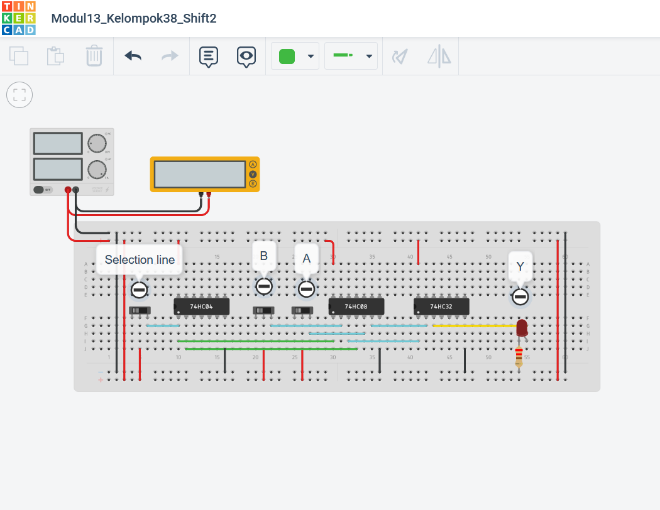 TIN
KER
CAD
Modul13_Kelompok38_Shift2
Selection line
B
A
Y
74HC04
74HC08
74HC32